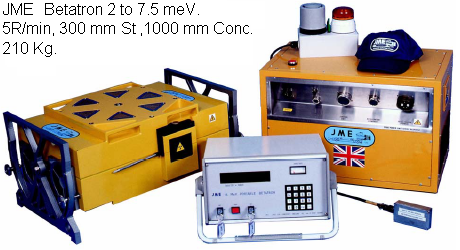 JME Betatron 2 to 7.5 meV.
5R/min, 300 mm St ,1000 mm Conc.
210 Kg.
JME
JME
JME